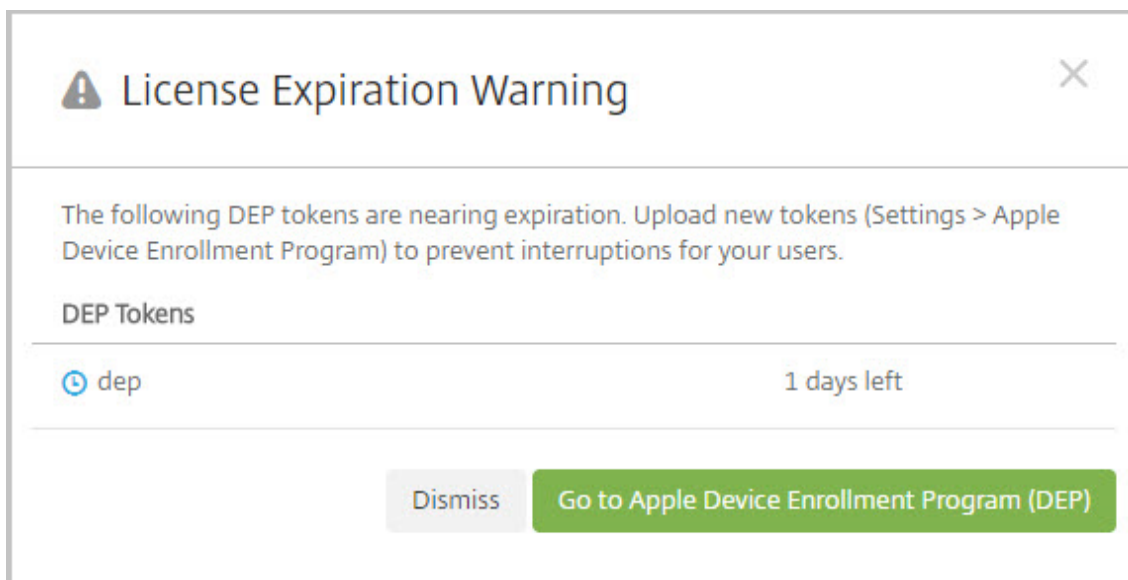 License Expiration Warning
The following DEP tokens are nearing expiration. Upload new tokens (Settings > Apple
Device Enrollment Program) to prevent interruptions for your users.
DEP Tokens
dep 1 days left
Dismiss Go to Apple Device Enrollment Program (DEP)